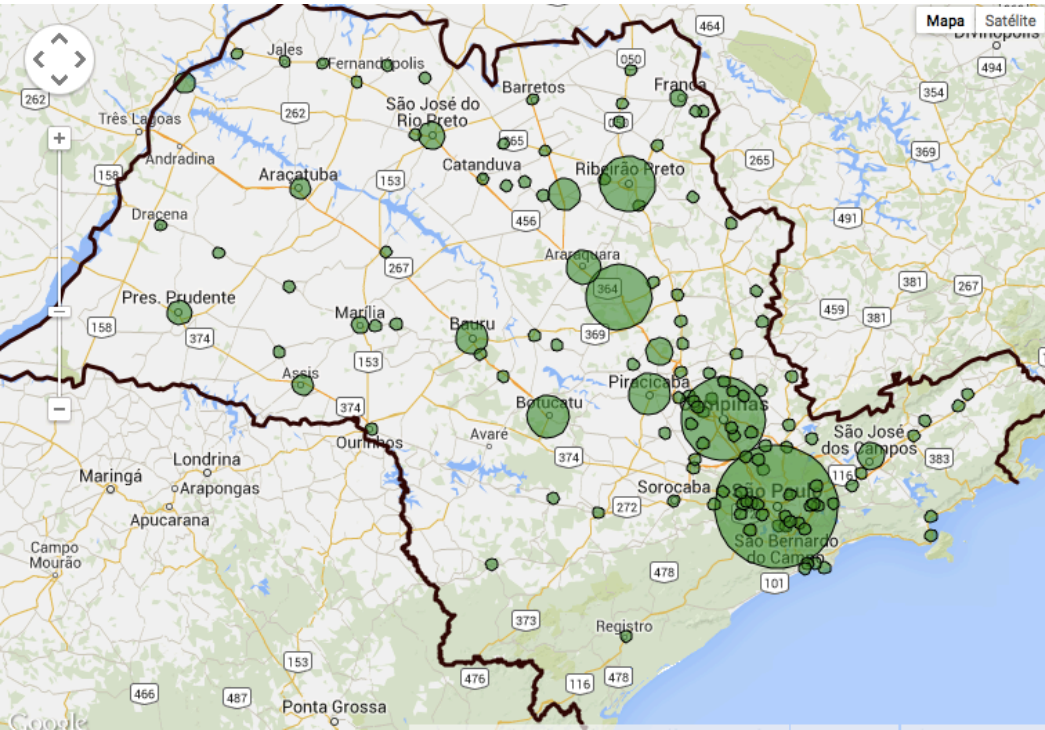 464
Mapa
Satélite
Divinópolis
494
Jales
050
Fernandópolis
262
Barretos
Franca
354
São José do
Rio Preto
262
Três Lagoas
+
365
369
Andradina
Catanduva
Ribeirão Preto
265
158
Araçatuba
153
Dracena
456
491
Araraquara
267
381
267
364
Pres. Prudente
459
Marília
381
158
Bauru
374
369
153
Assis
Piracicaba
−
374
Botucatu
Campinas
Ourinhos
Avaré
São José
dos Campos
374
383
Londrina
116
Maringá
Arapongas
Sorocaba
São Paulo
272
Apucarana
São Bernardo
do Campo
Campo
Mourão
478
101
373
Registro
153
476
116
478
466
487
Ponta Grossa
Google